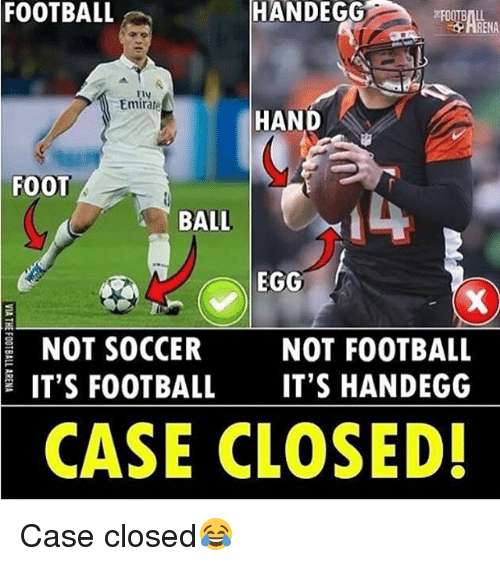 FOOTBALL
HANDEGG
FOOTBALL
ARENA
Fly
Emirate
HAND
FOOT
BALL
14
EGG
X
VIA THE FOOTBALL ARENA
NOT SOCCER
IT'S FOOTBALL
NOT FOOTBALL
IT'S HANDEGG
CASE CLOSED!
Case closed😂